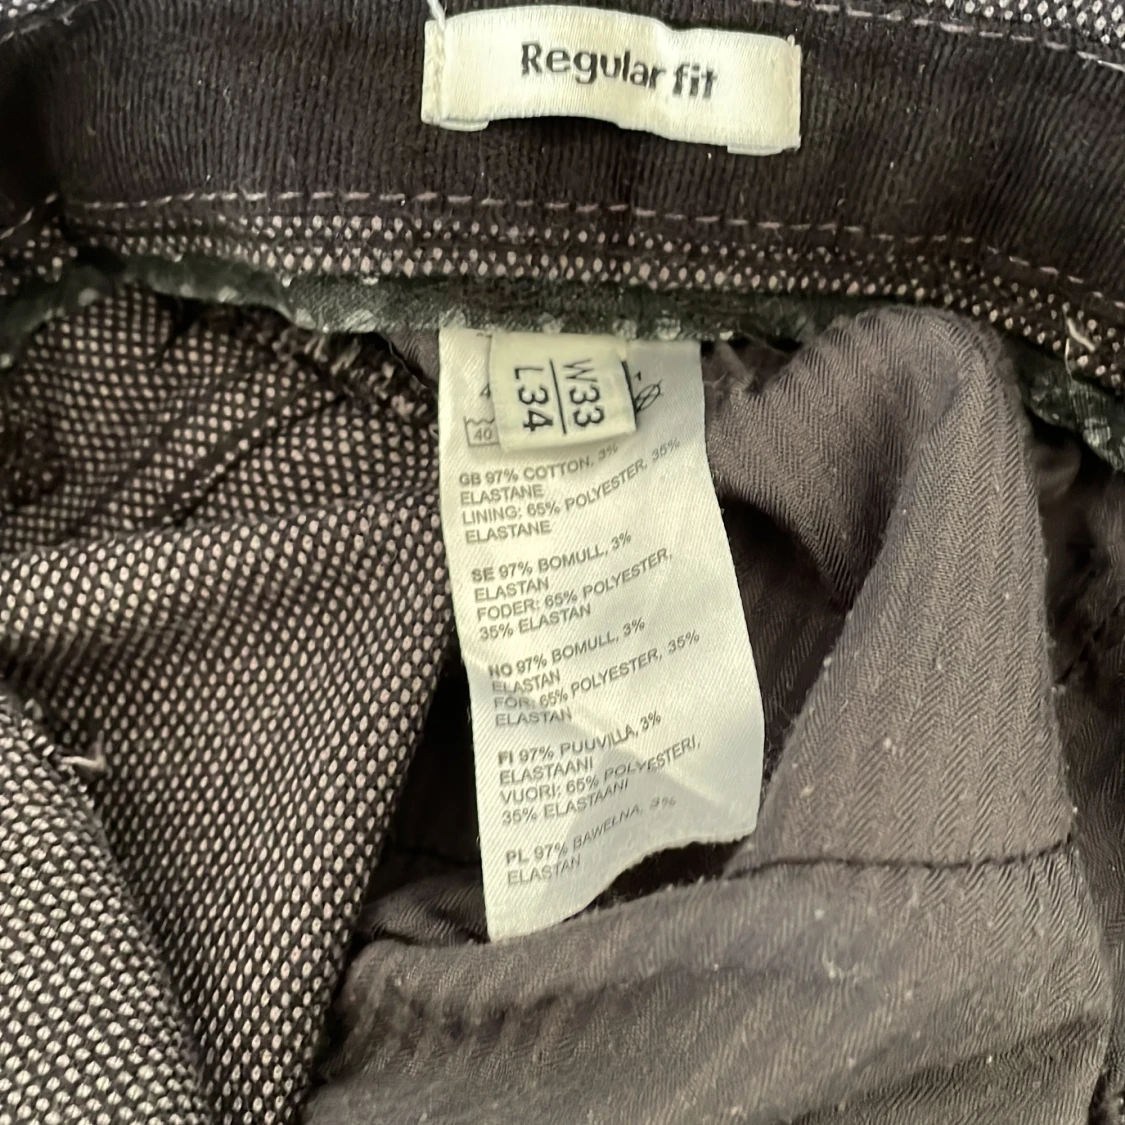 Regular fit
W33
L34
40
GB 97% COTTON, 3%
ELASTANE
LINING: 65% POLYESTER, 35%
ELASTANE
SE 97% BOMULL, 3%
ELASTAN
FODER: 65% POLYESTER,
35% ELASTAN
NO 97% BOMULL, 3%
ELASTAN
FÔR: 65% POLYESTER, 35%
ELASTAN
FI 97% PUUVILLA, 3%
ELASTAANI
VUORI: 65% POLYESTERI,
35% ELASTAANI
PL 97% BAWEŁNA, 3%
ELASTAN